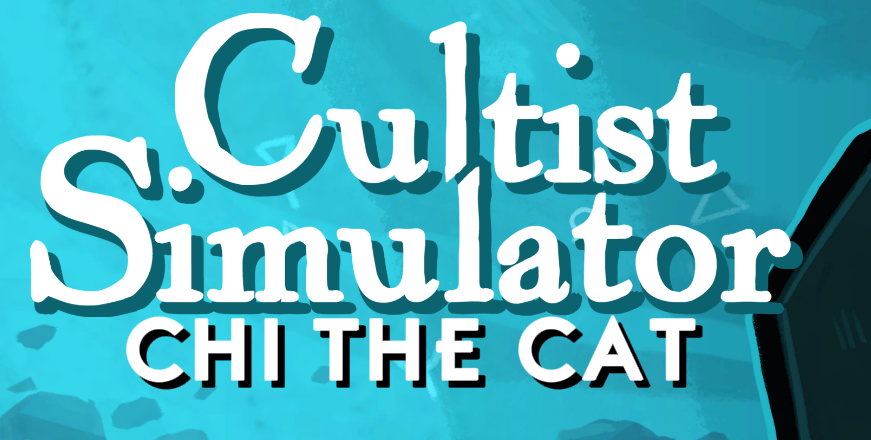 Cultist
Simulator
CHI THE CAT